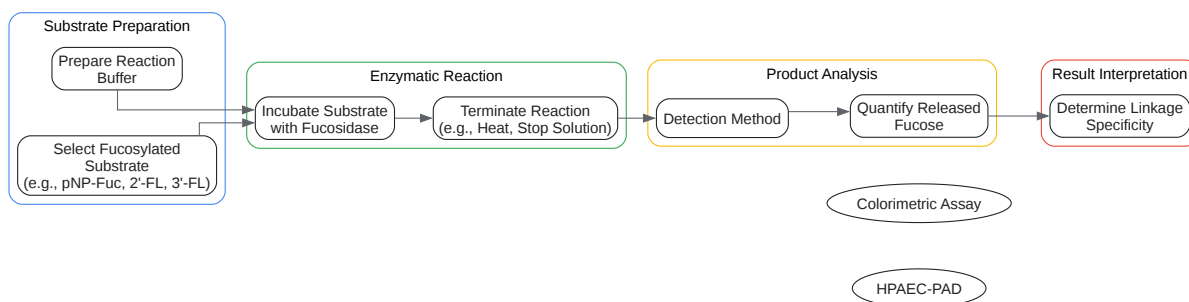 Substrate Preparation
Prepare Reaction
Buffer
Select Fucosylated
Substrate
(e.g., pNP-Fuc, 2'-FL, 3'-FL)
Enzymatic Reaction
Incubate Substrate
with Fucosidase
Terminate Reaction
(e.g., Heat, Stop Solution)
Product Analysis
Detection Method
Quantify Released
Fucose
Result Interpretation
Determine Linkage
Specificity
Colorimetric Assay
HPAEC-PAD